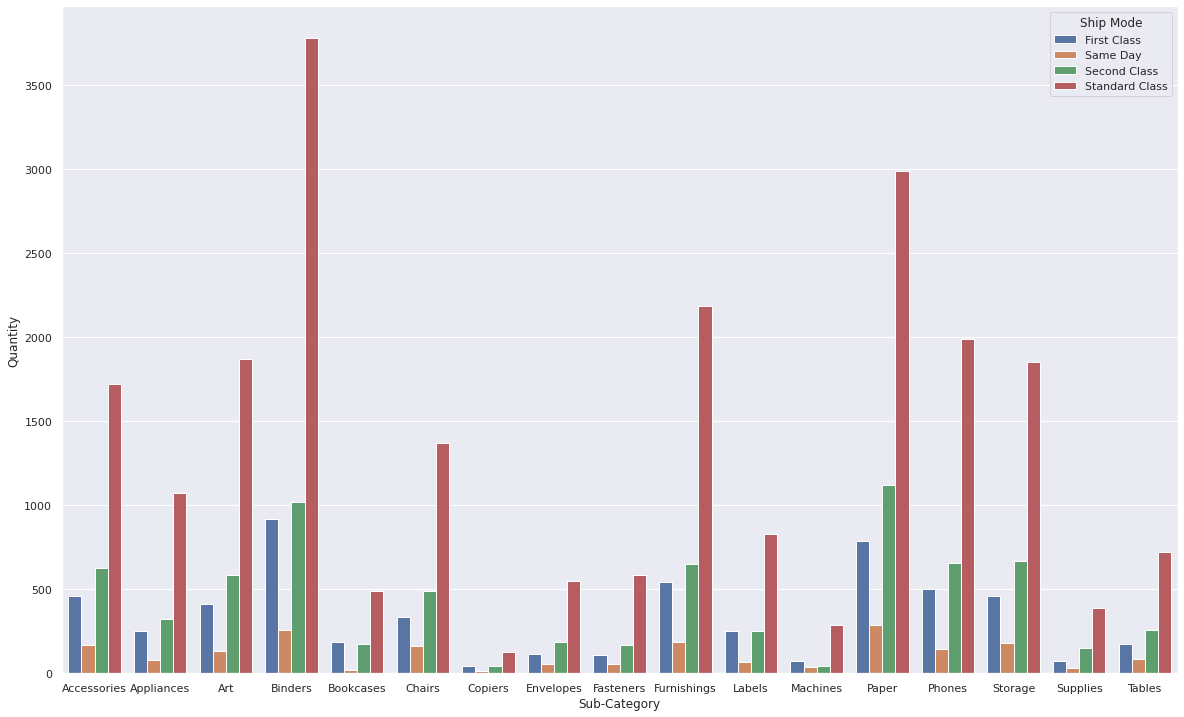 Ship Mode
First Class
Same Day
Second Class
Standard Class
3500
3000
2500
2000
1500
1000
500
0
Quantity
Accessories Appliances Art Binders Bookcases Chairs Copiers Envelopes Fasteners Furnishings Labels Machines Paper Phones Storage Supplies Tables
Sub-Category